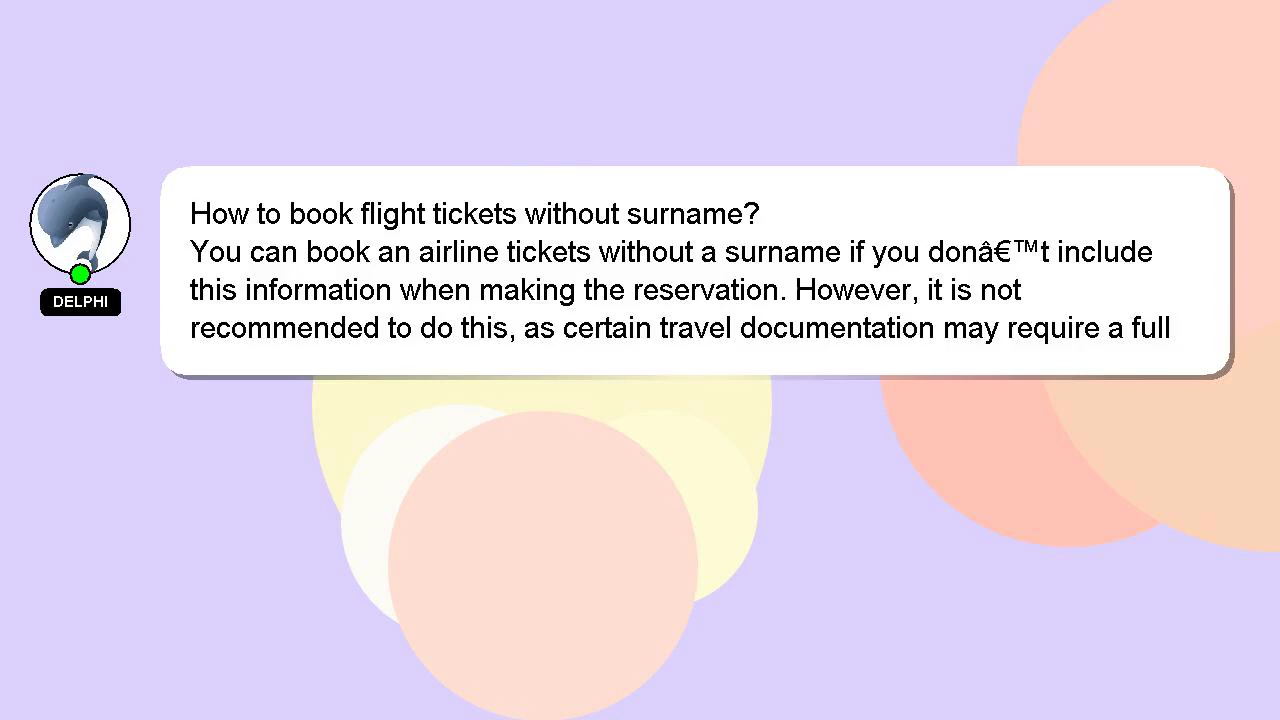 How to book flight tickets without surname?
You can book an airline tickets without a surname if you donâ€™t include
this information when making the reservation. However, it is not
recommended to do this, as certain travel documentation may require a full
DELPHI